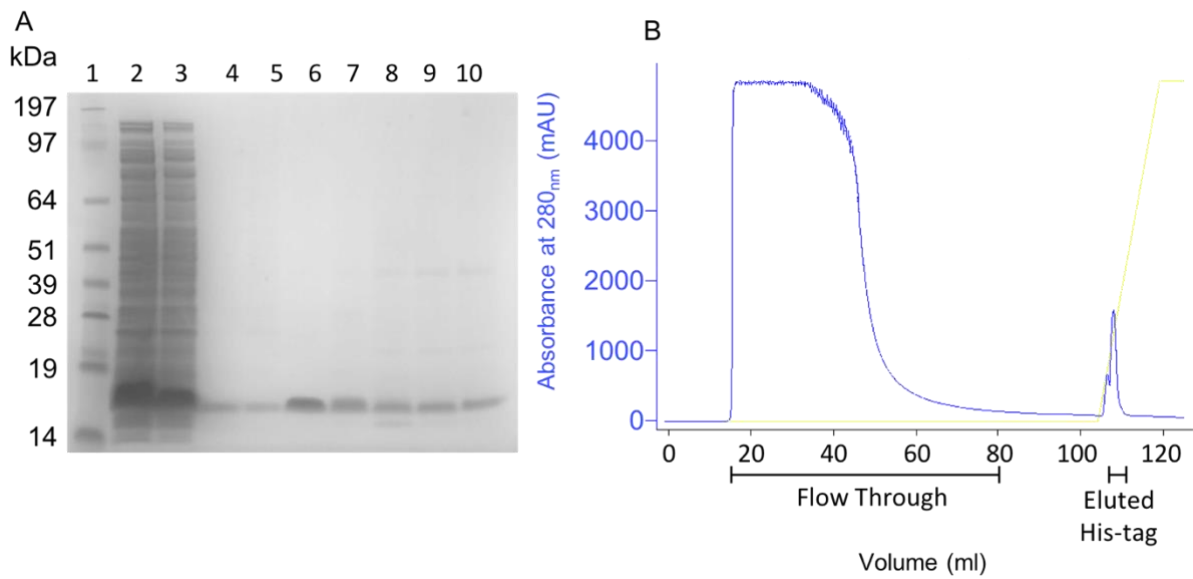 A
kDa
1 2 3 4 5 6 7 8 9 10
197
97
64
51
39
28
19
14
B
Absorbance at 280nm (mAU)
4000
3000
2000
1000
0
0 20 40 60 80 100 120
Flow Through
Eluted
His-tag
Volume (ml)